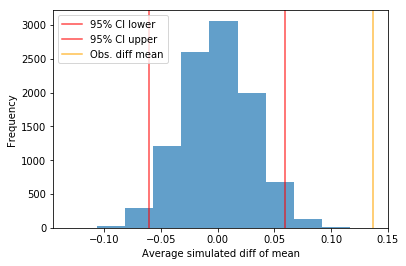 95% CI lower
95% CI upper
Obs. diff mean
3000
2500
2000
1500
1000
500
0
Frequency
−0.10
−0.05
0.00
0.05
0.10
0.15
Average simulated diff of mean